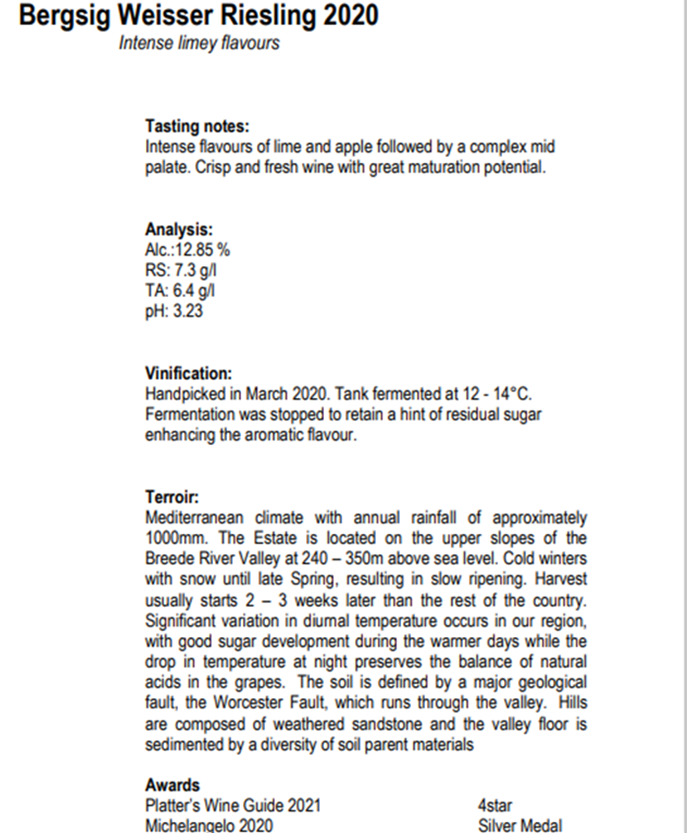 Bergsig Weisser Riesling 2020
Intense limey flavours
Tasting notes:
Intense flavours of lime and apple followed by a complex mid
palate. Crisp and fresh wine with great maturation potential.
Analysis:
Alc.:12.85 %
RS: 7.3 g/l
TA: 6.4 g/l
pH: 3.23
Vinification:
Handpicked in March 2020. Tank fermented at 12 - 14°C.
Fermentation was stopped to retain a hint of residual sugar
enhancing the aromatic flavour.
Terroir:
Mediterranean climate with annual rainfall of approximately
1000mm. The Estate is located on the upper slopes of the
Breede River Valley at 240 – 350m above sea level. Cold winters
with snow until late Spring, resulting in slow ripening. Harvest
usually starts 2 – 3 weeks later than the rest of the country.
Significant variation in diurnal temperature occurs in our region,
with good sugar development during the warmer days while the
drop in temperature at night preserves the balance of natural
acids in the grapes. The soil is defined by a major geological
fault, the Worcester Fault, which runs through the valley. Hills
are composed of weathered sandstone and the valley floor is
sedimented by a diversity of soil parent materials
Awards
Platter's Wine Guide 2021 4star
Michelangelo 2020 Silver Medal